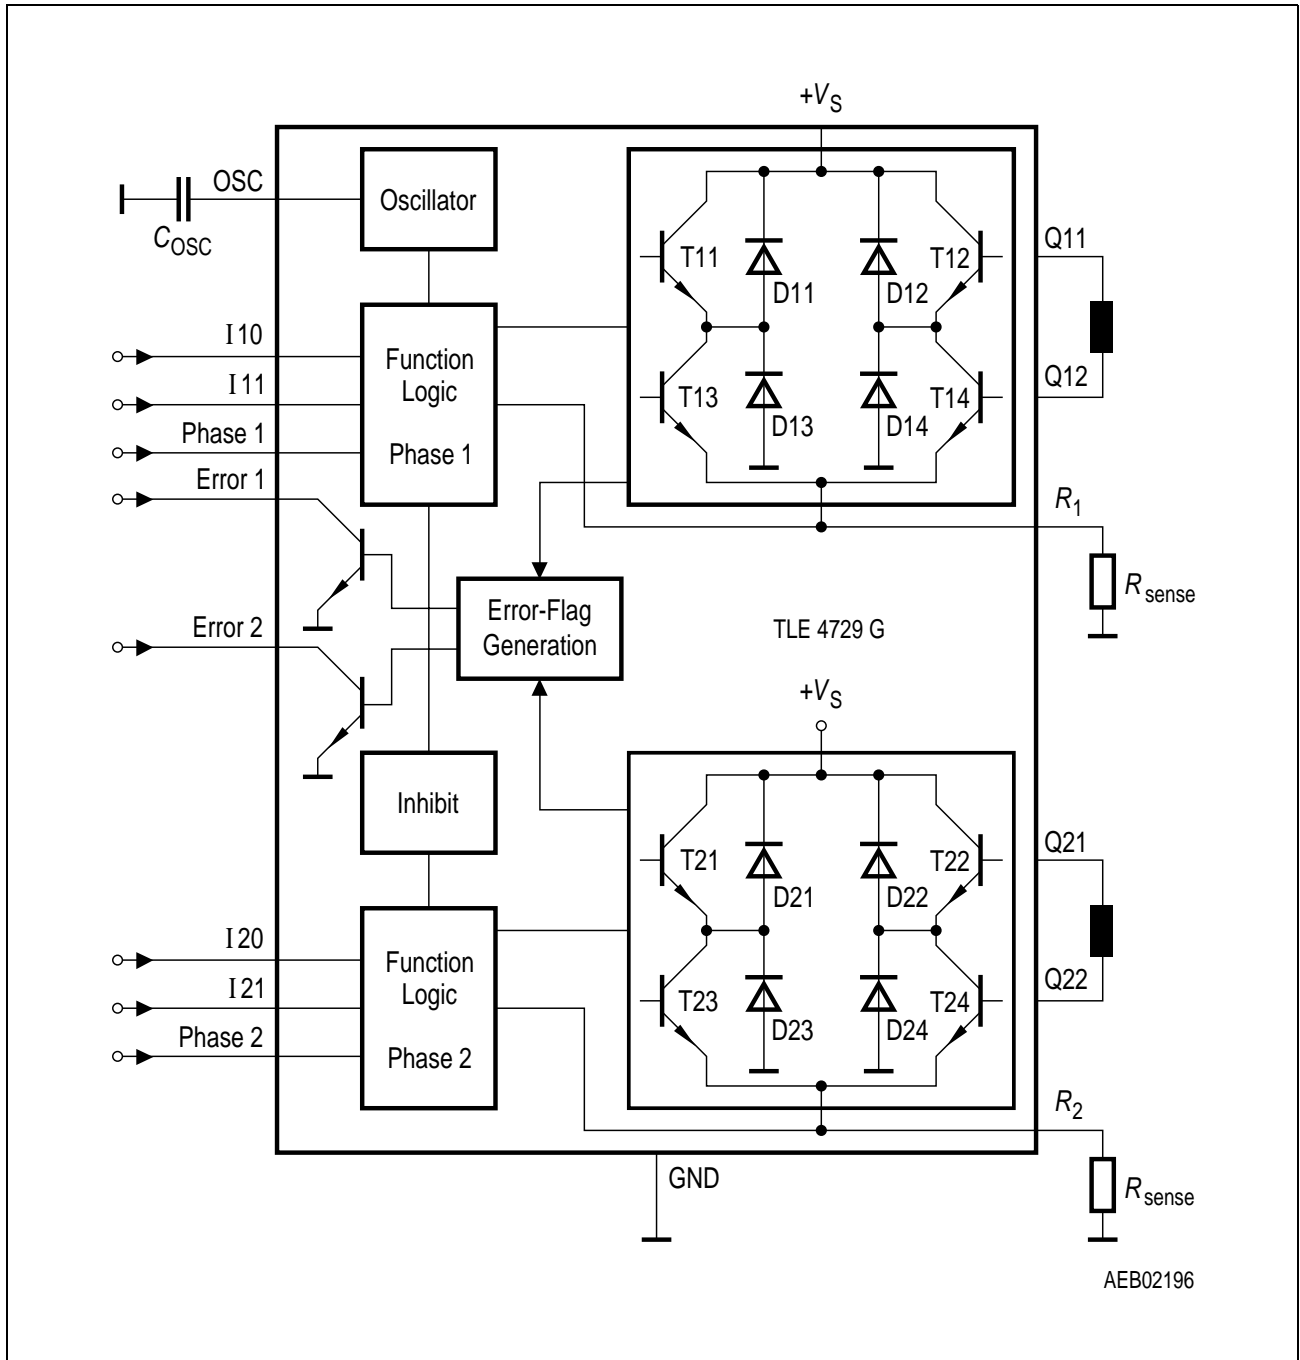 +VS
OSC
COSC
Oscillator
T11
D11
D12
T12
Q11
I10
I11
Phase 1
Error 1
Function
Logic
Phase 1
T13
D13
D14
T14
Q12
R1
Rsense
Error-Flag
Generation
TLE 4729 G
Error 2
+VS
Inhibit
T21
D21
D22
T22
Q21
I20
I21
Phase 2
Function
Logic
Phase 2
T23
D23
D24
T24
Q22
R2
Rsense
GND
AEB02196